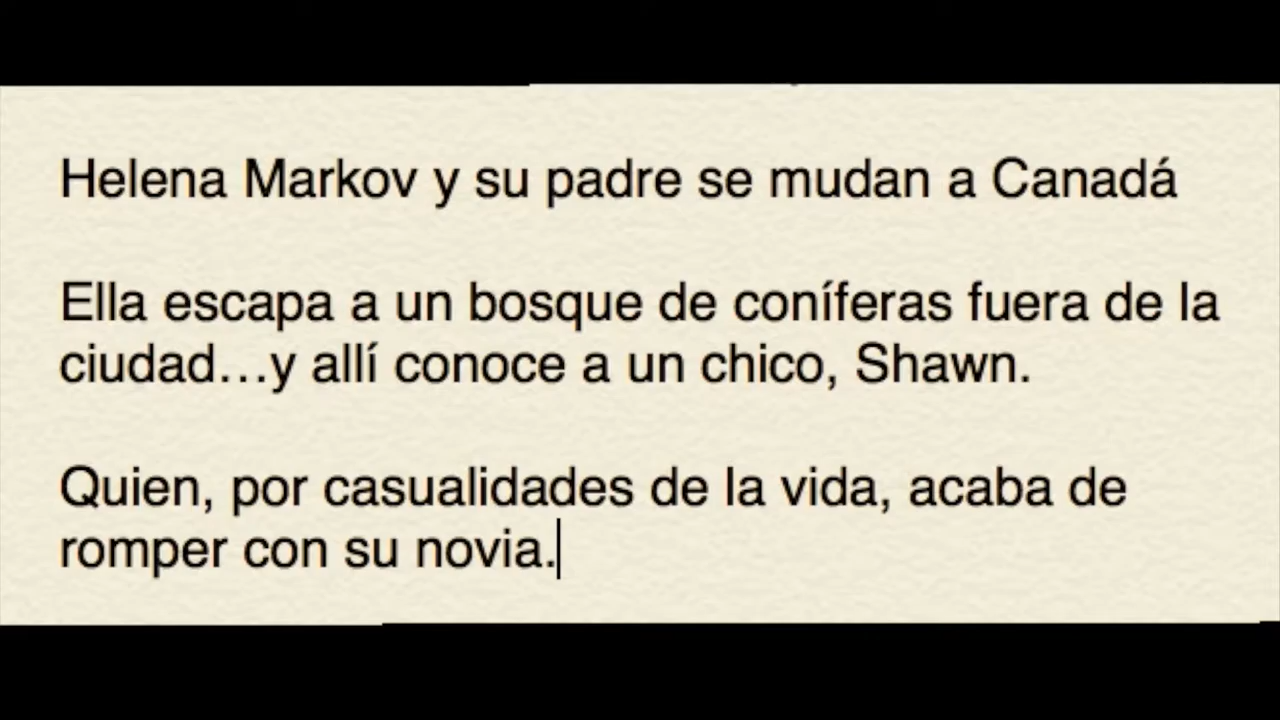 Helena Markov y su padre se mudan a Canadá
Ella escapa a un bosque de coníferas fuera de la
ciudad…y allí conoce a un chico, Shawn.
Quien, por casualidades de la vida, acaba de
romper con su novia.